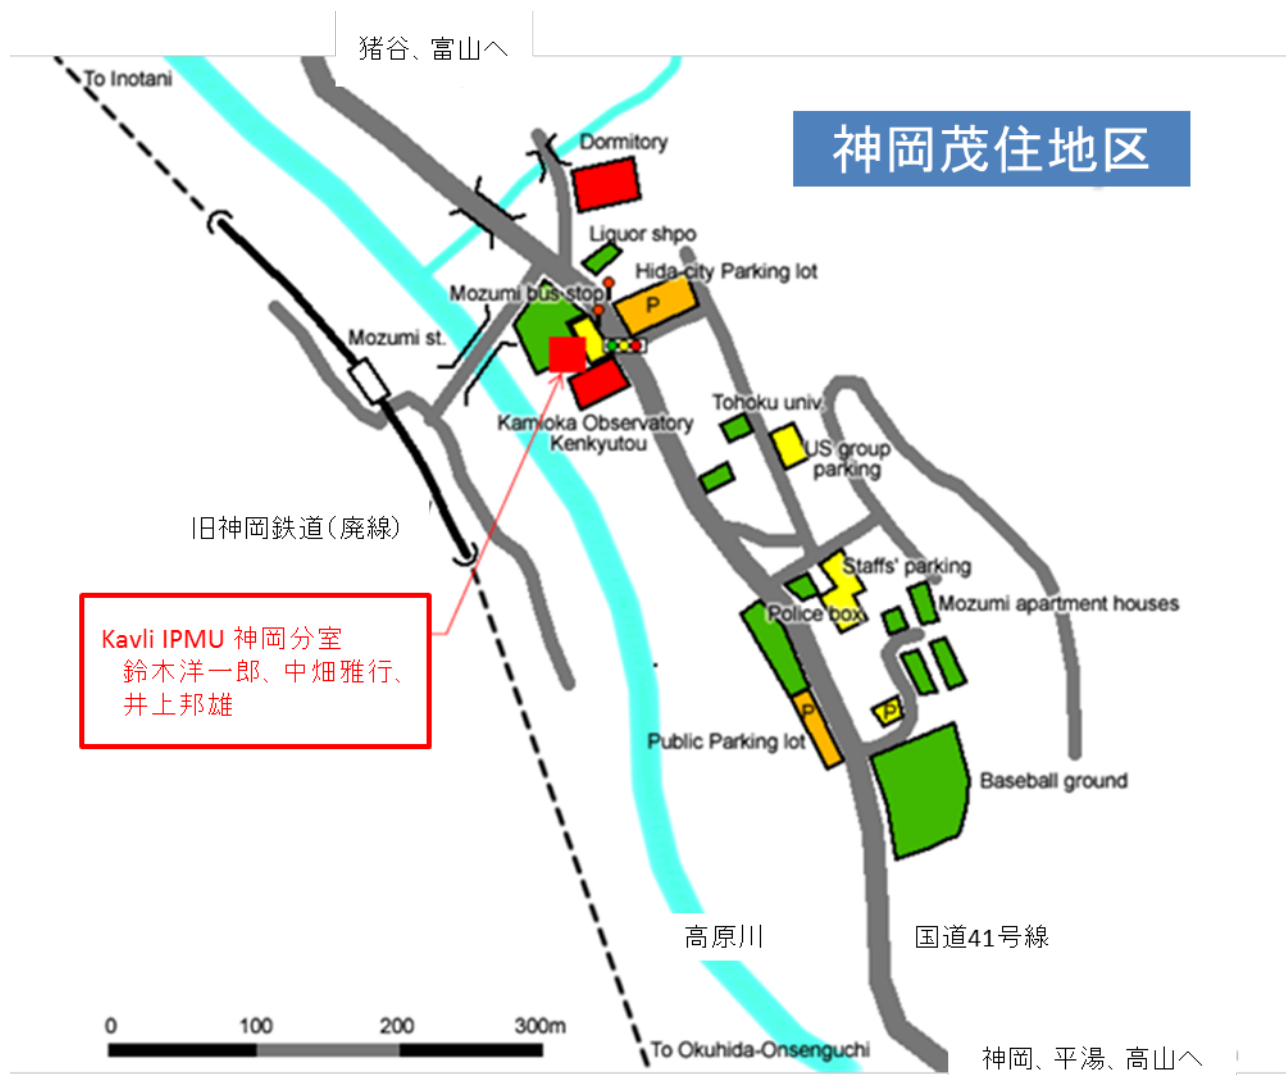 猪谷、富山へ
To Inotani
神岡茂住地区
Dormitory
Liquor shpo
Hida-city Parking lot
Mozumi bus stop
P
Mozumi st.
Tohoku univ.
Kamioka Observatory
Kenkyutou
US group
parking
旧神岡鉄道(廃線)
Staffs' parking
Mozumi apartment houses
Police box
Kavli IPMU 神岡分室
鈴木洋一郎、中畑雅行、
井上邦雄
P
P
Public Parking lot
Baseball ground
高原川
国道41号線
0 100 200 300m
To Okuhida-Onsenguchi
神岡、平湯、高山へ